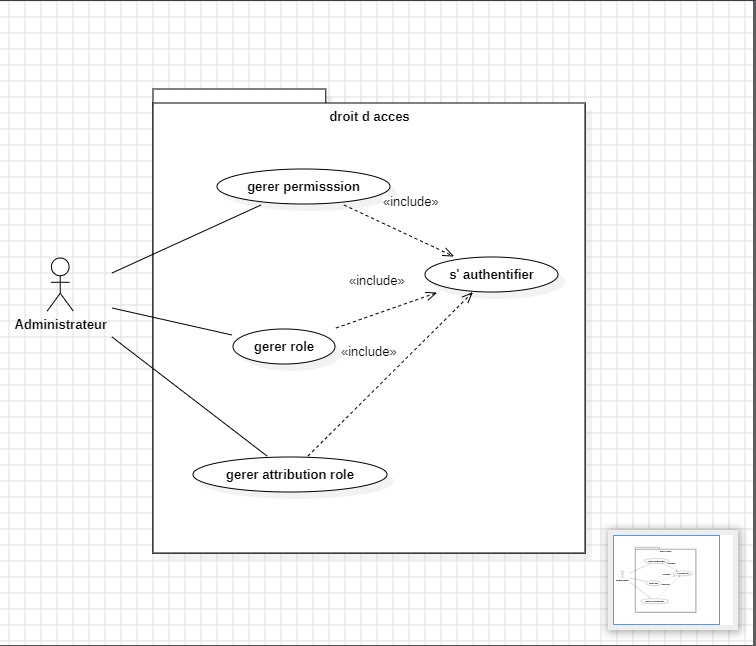 droit d acces
gerer permisssion
«include»
s' authentifier
«include»
Administrateur
gerer role
«include»
gerer attribution role